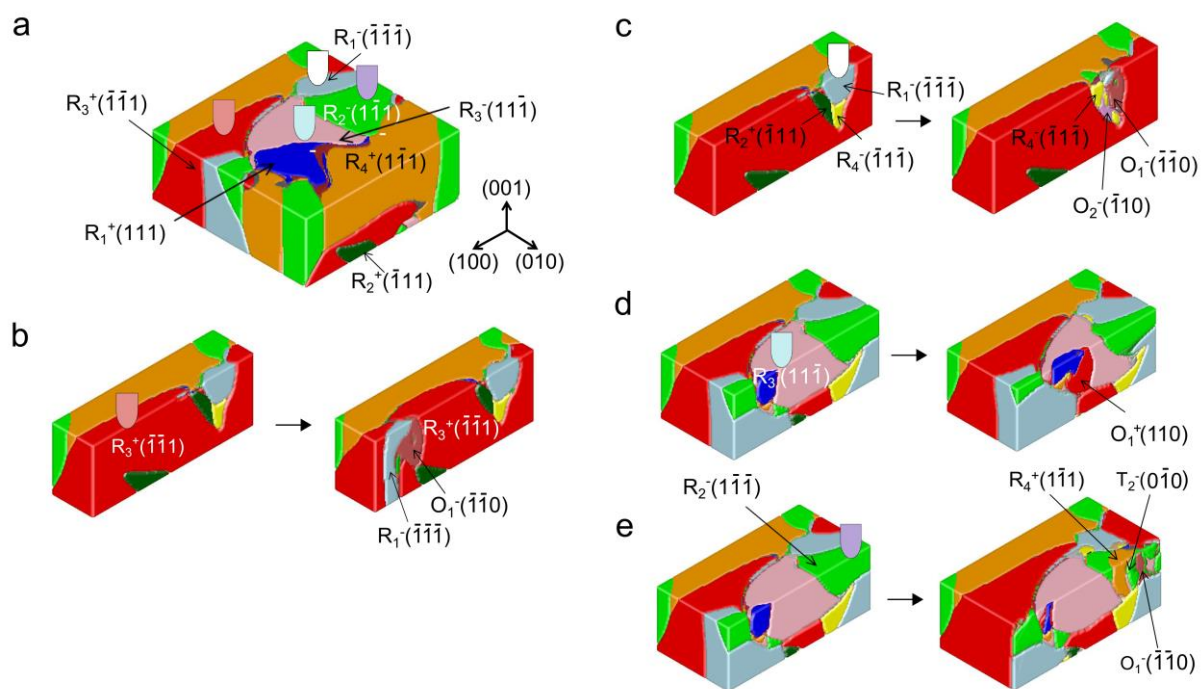 a
R₁⁻(1̄1̄1̄)
R₃⁺(1̄1̄1)
R₂⁻(11̄1)
R₃⁻(111̄)
R₄⁺(11̄1)
R₁⁺(111)
R₂⁺(1̄11)
(001)
(100)
(010)
b
R₃⁺(1̄1̄1)
R₃⁺(1̄1̄1)
O₁⁻(1̄1̄0)
R₁⁻(1̄1̄1̄)
c
R₁⁻(1̄1̄1̄)
R₂⁺(1̄11)
R₄⁻(1̄11̄)
R₄⁻(1̄11̄)
O₁⁻(1̄1̄0)
O₂⁻(1̄10)
d
R₃⁻(111̄)
O₁⁺(110)
e
R₂⁻(11̄1̄)
R₄⁺(11̄1)
T₂⁻(01̄0)
O₁⁻(1̄1̄0)